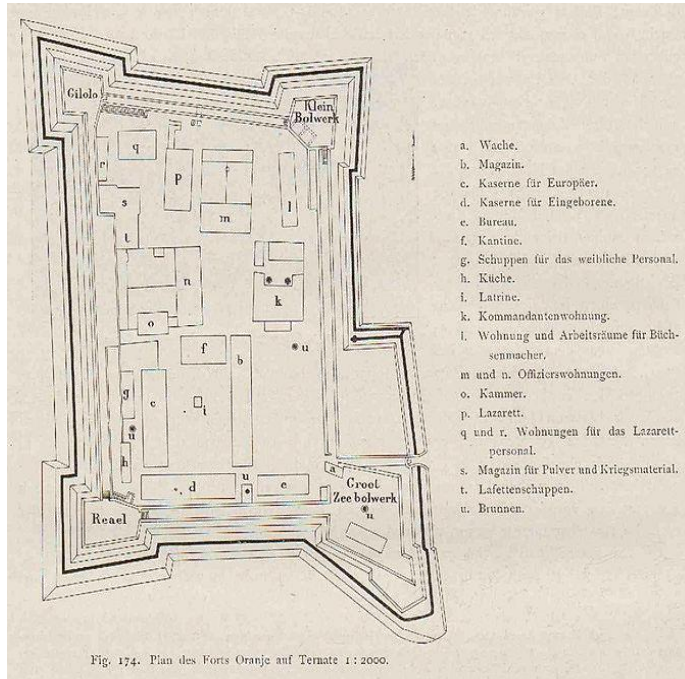 Gilolo
Klein
Bolwerk
q
r
p
m
l
s
t
n
k
o
f
b
u
g
c
i
u
h
a
d
u
e
Groot
Zeebolwerk
u
Reael
a. Wache.
b. Magazin.
c. Kaserne für Europäer.
d. Kaserne für Eingeborene.
e. Bureau.
f. Kantine.
g. Schuppen für das weibliche Personal.
h. Küche.
i. Latrine.
k. Kommandantenwohnung.
l. Wohnung und Arbeitsräume für Büch-
senmacher.
m und n. Offizierswohnungen.
o. Kammer.
p. Lazarett.
q und r. Wohnungen für das Lazarett-
personal.
s. Magazin für Pulver und Kriegsmaterial.
t. Lafettenschuppen.
u. Brunnen.
Fig. 174. Plan des Forts Oranje auf Ternate 1 : 2000.